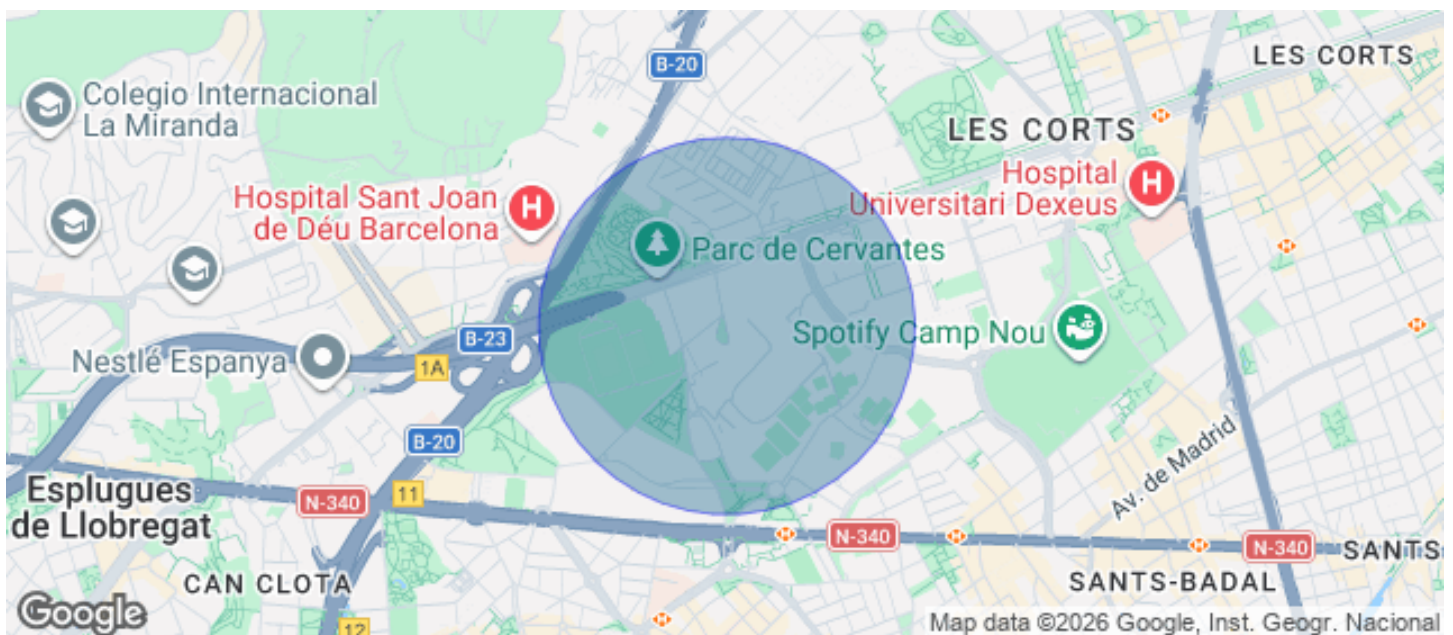 B-20
LES CORTS
Colegio Internacional
La Miranda
LES CORTS
Hospital
Universitari Dexeus
H
Hospital Sant Joan
de Déu Barcelona
H
Parc de Cervantes
Spotify Camp Nou
B-23
Nestlé Espanya
1A
B-20
Av. de Madrid
Esplugues
de Llobregat
N-340
11
N-340
N-340
SANTS
CAN CLOTA
SANTS-BADAL
Google
12
Map data ©2026 Google, Inst. Geogr. Nacional